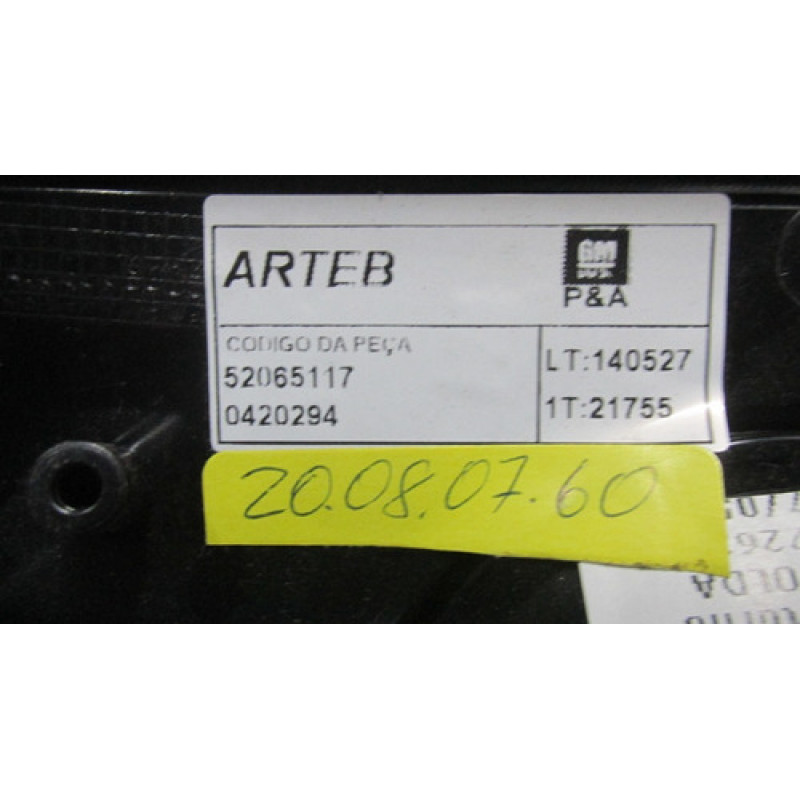 ARTEB
GM
P&A
CODIGO DA PEÇA
52065117
0420294
LT:140527
1T:21755
20.08.07.60